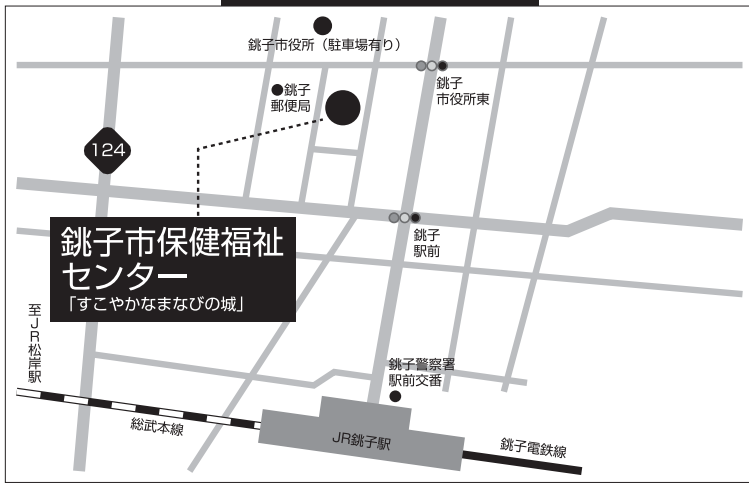 銚子市役所（駐車場有り）
銚子
郵便局
銚子
市役所東
124
銚子市保健福祉
センター
「すこやかなまなびの城」
銚子
駅前
至JR松岸駅
銚子警察署
駅前交番
総武本線
JR銚子駅
銚子電鉄線